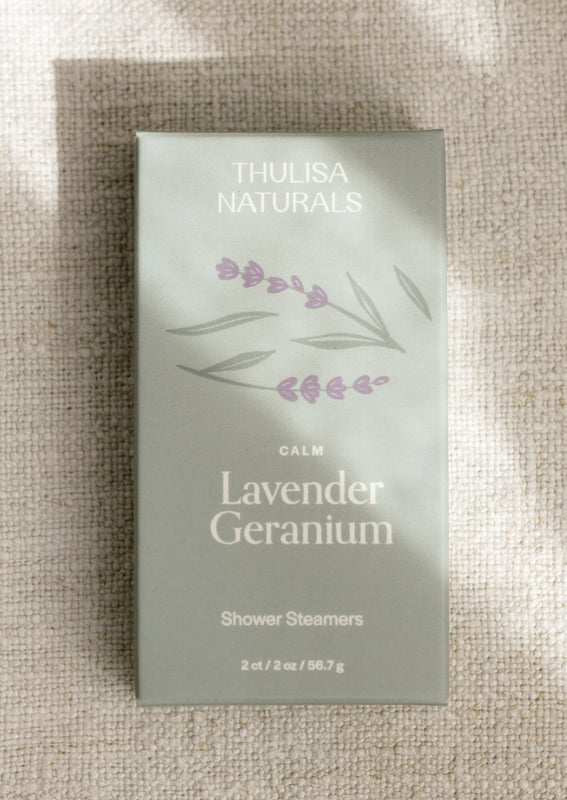 THULISA
NATURALS
CALM
Lavender
Geranium
Shower Steamers
2 ct / 2 oz / 56.7 g